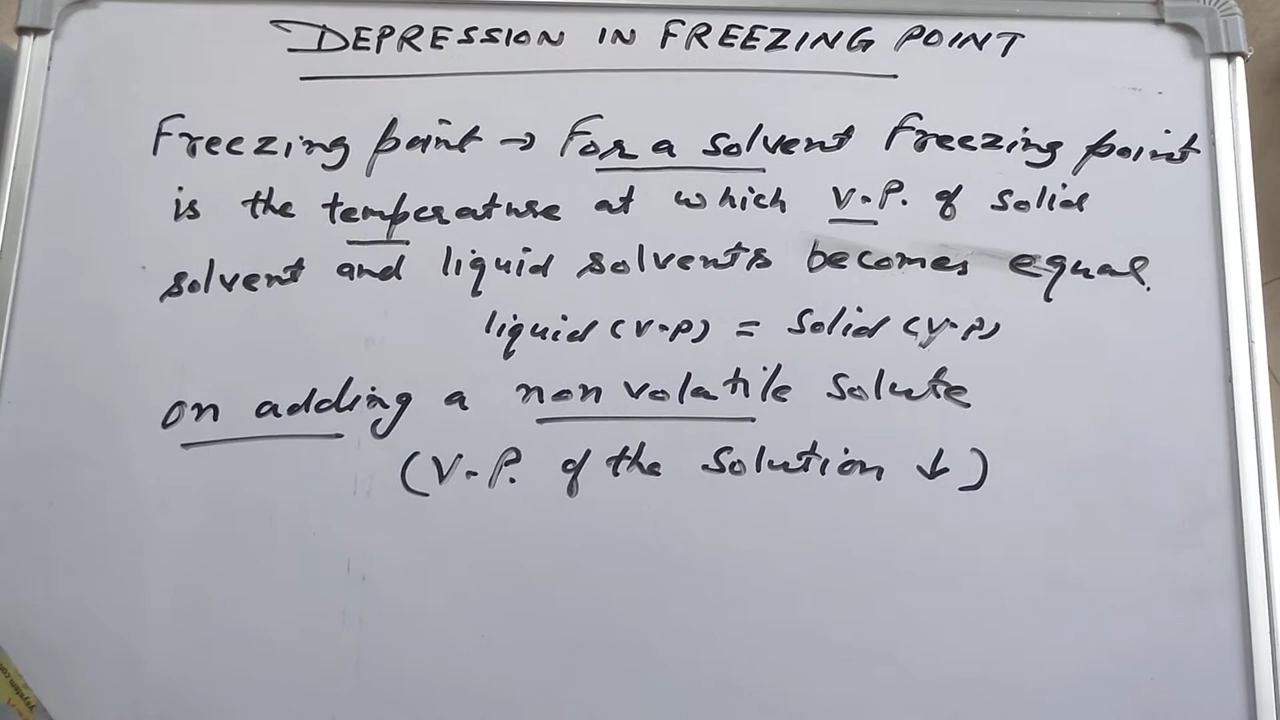 DEPRESSION IN FREEZING POINT
Freezing point → For a solvent freezing point
is the temperature at which V.P. of solid
solvent and liquid solvents becomes equal.
liquid (V.P) = Solid (V.P)
on adding a non volatile solute
(V.P. of the solution ↓)